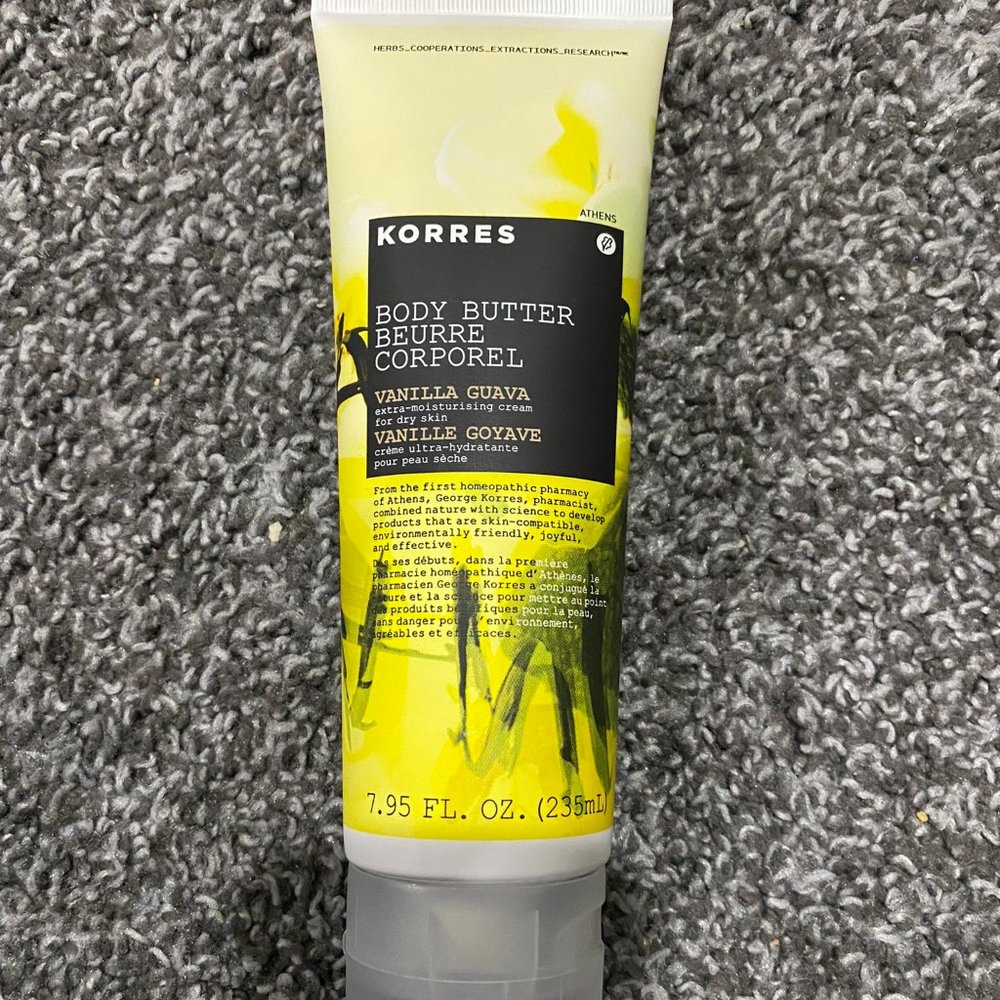 HERBS_COOPERATIONS_EXTRACTIONS_RESEARCH™/MC
ATHENS
KORRES
BODY BUTTER
BEURRE
CORPOREL
VANILLA GUAVA
extra-moisturising cream
for dry skin
VANILLE GOYAVE
crème ultra-hydratante
pour peau sèche
From the first homeopathic pharmacy
of Athens, George Korres, pharmacist,
combined nature with science to develop
products that are skin-compatible,
environmentally friendly, joyful,
and effective.
Dès ses débuts, dans la première
pharmacie homéopathique d'Athènes, le
pharmacien George Korres a conjugué la
nature et la science pour mettre au point
des produits bénéfiques pour la peau,
sans danger pour l'environnement,
agréables et efficaces.
7.95 FL. OZ. (235mL)